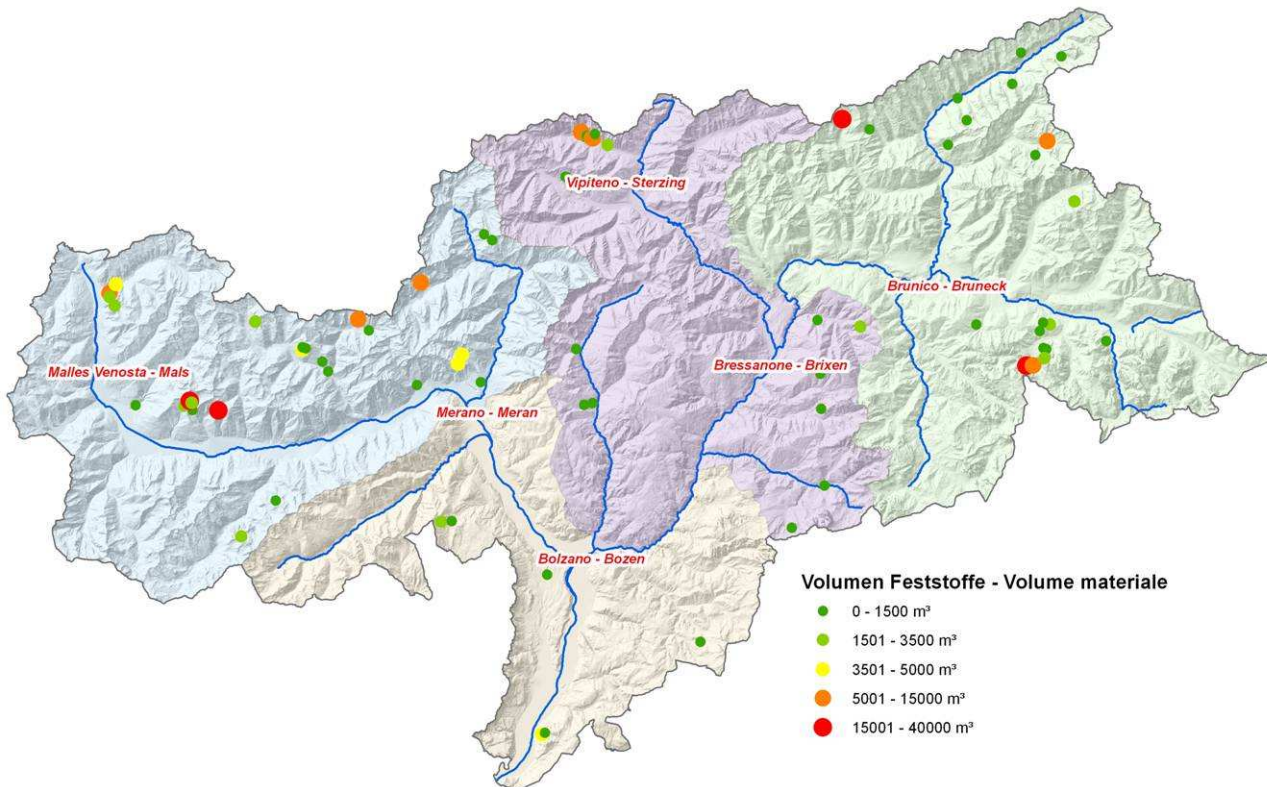 Vipiteno - Sterzing
Brunico - Bruneck
Malles Venosta - Mals
Bressanone - Brixen
Merano - Meran
Bolzano - Bozen
Volumen Feststoffe - Volume materiale
0 - 1500 m³
1501 - 3500 m³
3501 - 5000 m³
5001 - 15000 m³
15001 - 40000 m³